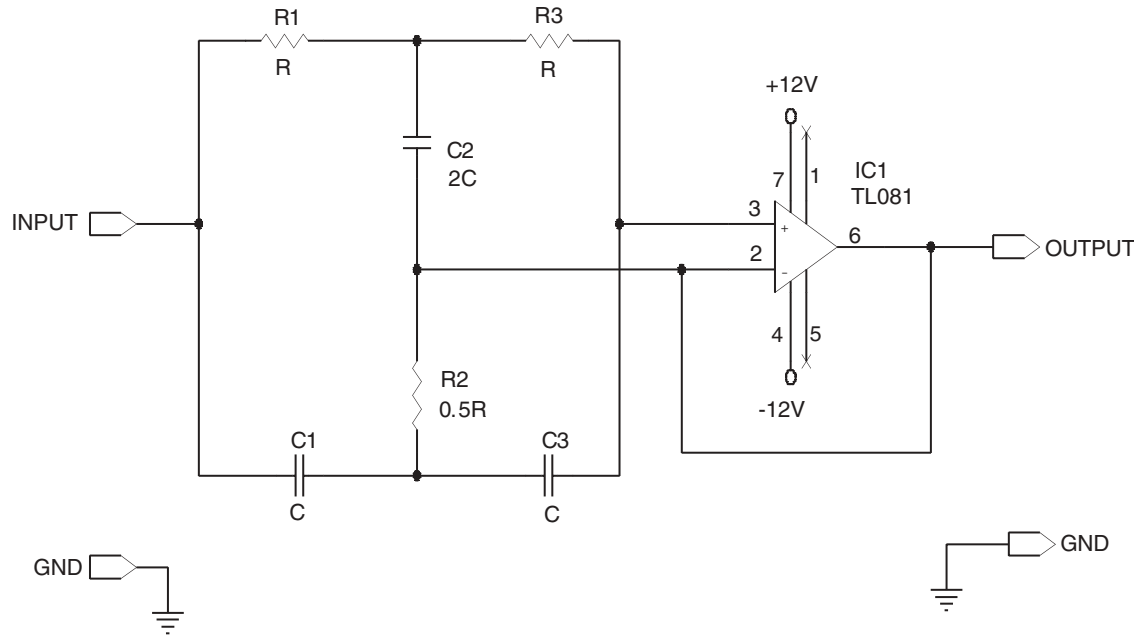 R1
R
R3
R
C2
2C
+12V
7
1
IC1
TL081
INPUT
3
+
2
-
6
OUTPUT
4
5
-12V
R2
0.5R
C1
C
C3
C
GND
GND